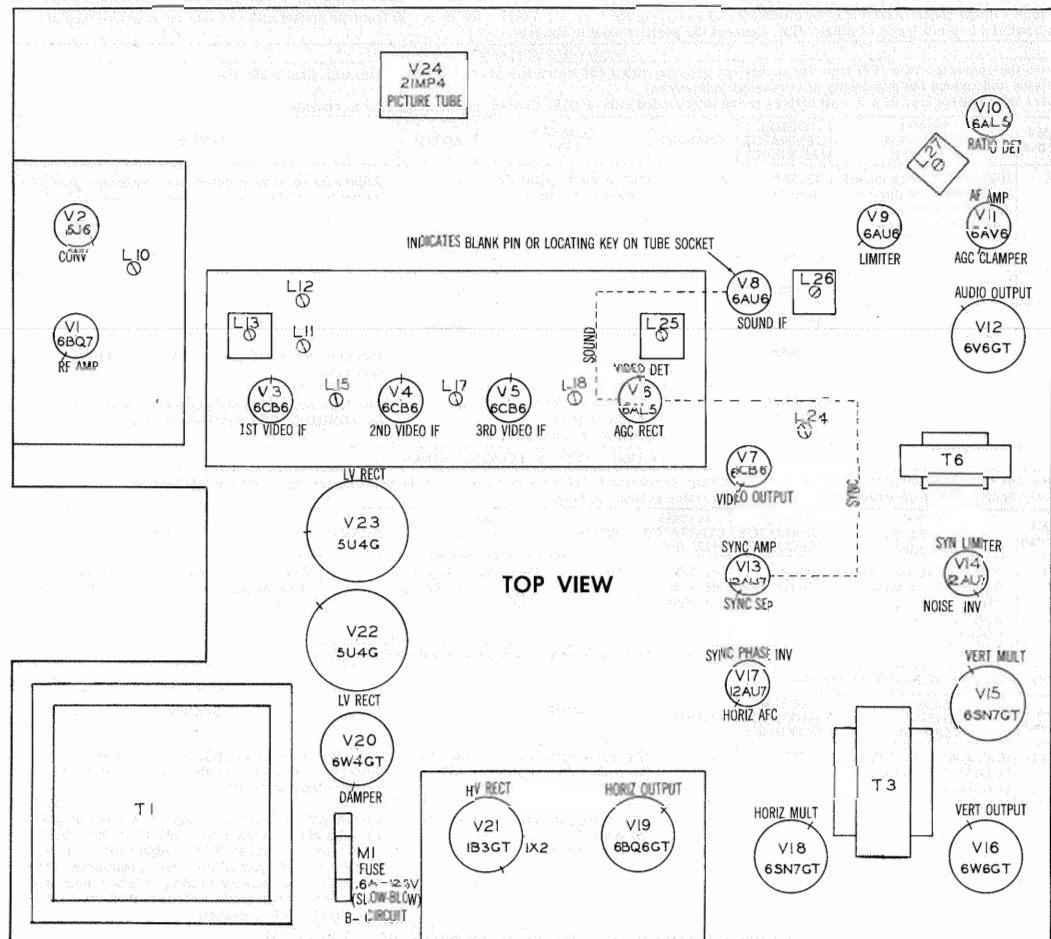 V24
21MP4
PICTURE TUBE
V10
6AL5
RATIO DET
L27
V2
6J6
CONV
L10
V9
6AU6
LIMITER
AF AMP
V11
6AV6
AGC CLAMPER
INDICATES BLANK PIN OR LOCATING KEY ON TUBE SOCKET
V8
6AU6
SOUND IF
L26
AUDIO OUTPUT
V12
6V6GT
V1
6BQ7
RF AMP
L12
L13
L11
SOUND
L25
VIDEO DET
V3
6CB6
1ST VIDEO IF
L15
V4
6CB6
2ND VIDEO IF
L17
V5
6CB6
3RD VIDEO IF
L18
V6
6AL5
AGC RECT
L24
V7
6CB6
VIDEO OUTPUT
SYNC
T6
LV RECT
V23
5U4G
TOP VIEW
SYNC AMP
V13
12AU7
SYNC SEP
SYN LIMITER
V14
12AU7
NOISE INV
V22
5U4G
LV RECT
SYNC PHASE INV
V17
12AU7
HORIZ AFC
VERT MULT
V15
6SN7GT
V20
6W4GT
DAMPER
T1
M1
FUSE
.6A-125V
(SLOW-BLOW)
B- CIRCUIT
HV RECT
V21
1B3GT
1X2
HORIZ OUTPUT
V19
6BQ6GT
HORIZ MULT
V18
6SN7GT
T3
VERT OUTPUT
V16
6W6GT